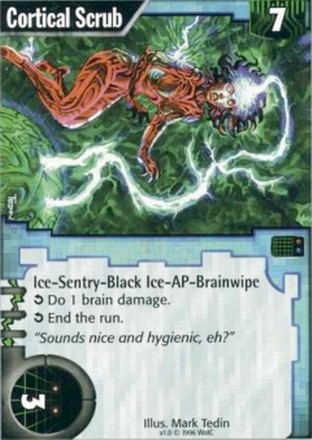 Cortical Scrub
7
Tedin
Ice-Sentry-Black Ice-AP-Brainwipe
Do 1 brain damage.
End the run.
“Sounds nice and hygienic, eh?”
3
Illus. Mark Tedin
v1.0 © 1996 WotC